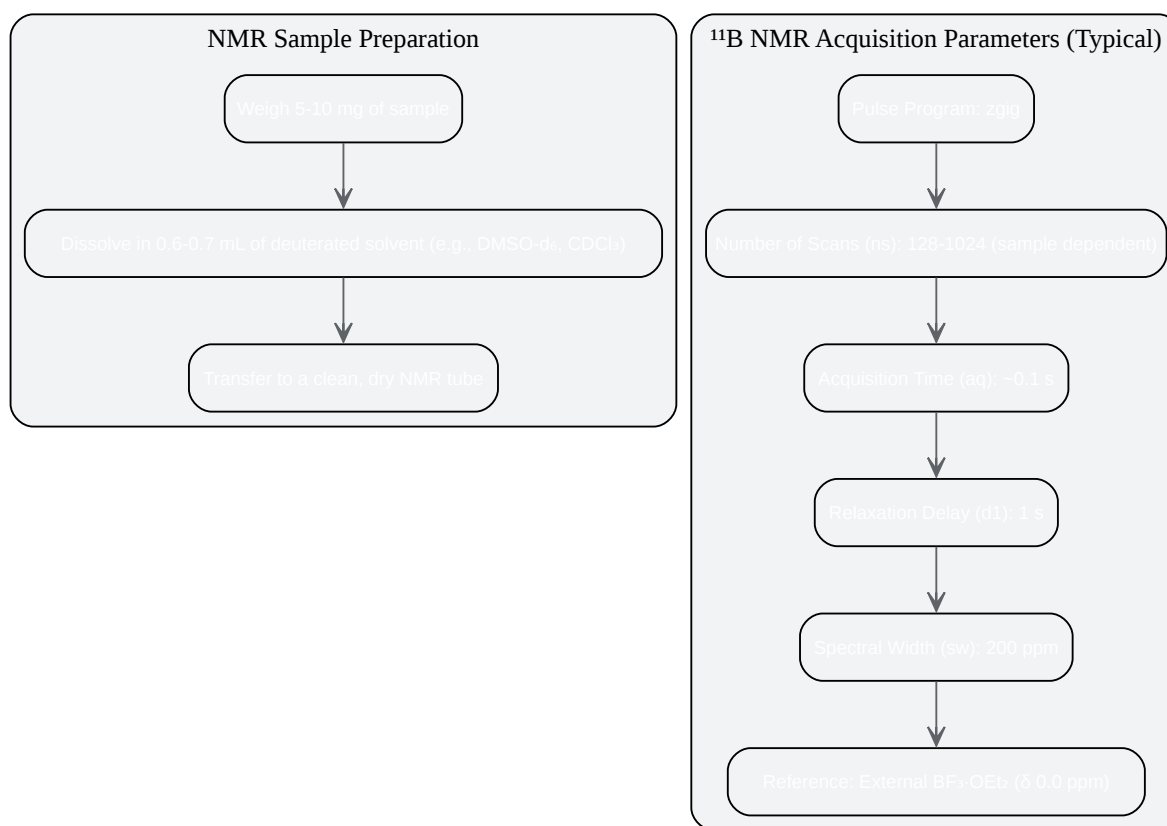 NMR Sample Preparation
Weigh 5-10 mg of sample
Dissolve in 0.6-0.7 mL of deuterated solvent (e.g., DMSO-d₆, CDCl₃)
Transfer to a clean, dry NMR tube
¹¹B NMR Acquisition Parameters (Typical)
Pulse Program: zgig
Number of Scans (ns): 128-1024 (sample dependent)
Acquisition Time (aq): ~0.1 s
Relaxation Delay (d1): 1 s
Spectral Width (sw): 200 ppm
Reference: External BF₃·OEt₂ (δ 0.0 ppm)